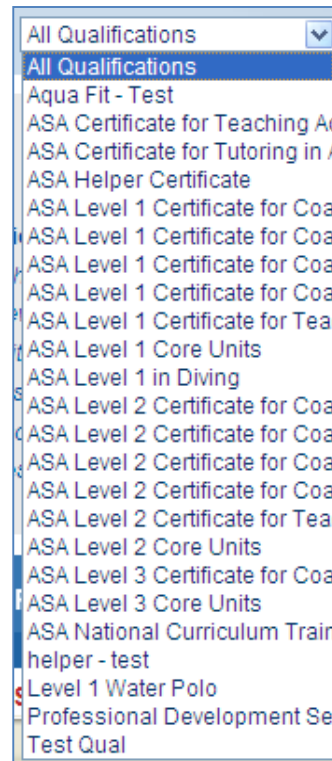 All Qualifications
All Qualifications
Aqua Fit - Test
ASA Certificate for Teaching
ASA Certificate for Tutoring in
ASA Helper Certificate
ASA Level 1 Certificate for Coa
ASA Level 1 Certificate for Coa
ASA Level 1 Certificate for Coa
ASA Level 1 Certificate for Coa
ASA Level 1 Certificate for Tea
ASA Level 1 Core Units
ASA Level 1 in Diving
ASA Level 2 Certificate for Coa
ASA Level 2 Certificate for Coa
ASA Level 2 Certificate for Coa
ASA Level 2 Certificate for Coa
ASA Level 2 Certificate for Tea
ASA Level 2 Core Units
ASA Level 3 Certificate for Coa
ASA Level 3 Core Units
ASA National Curriculum Train
helper - test
Level 1 Water Polo
Professional Development Se
Test Qual